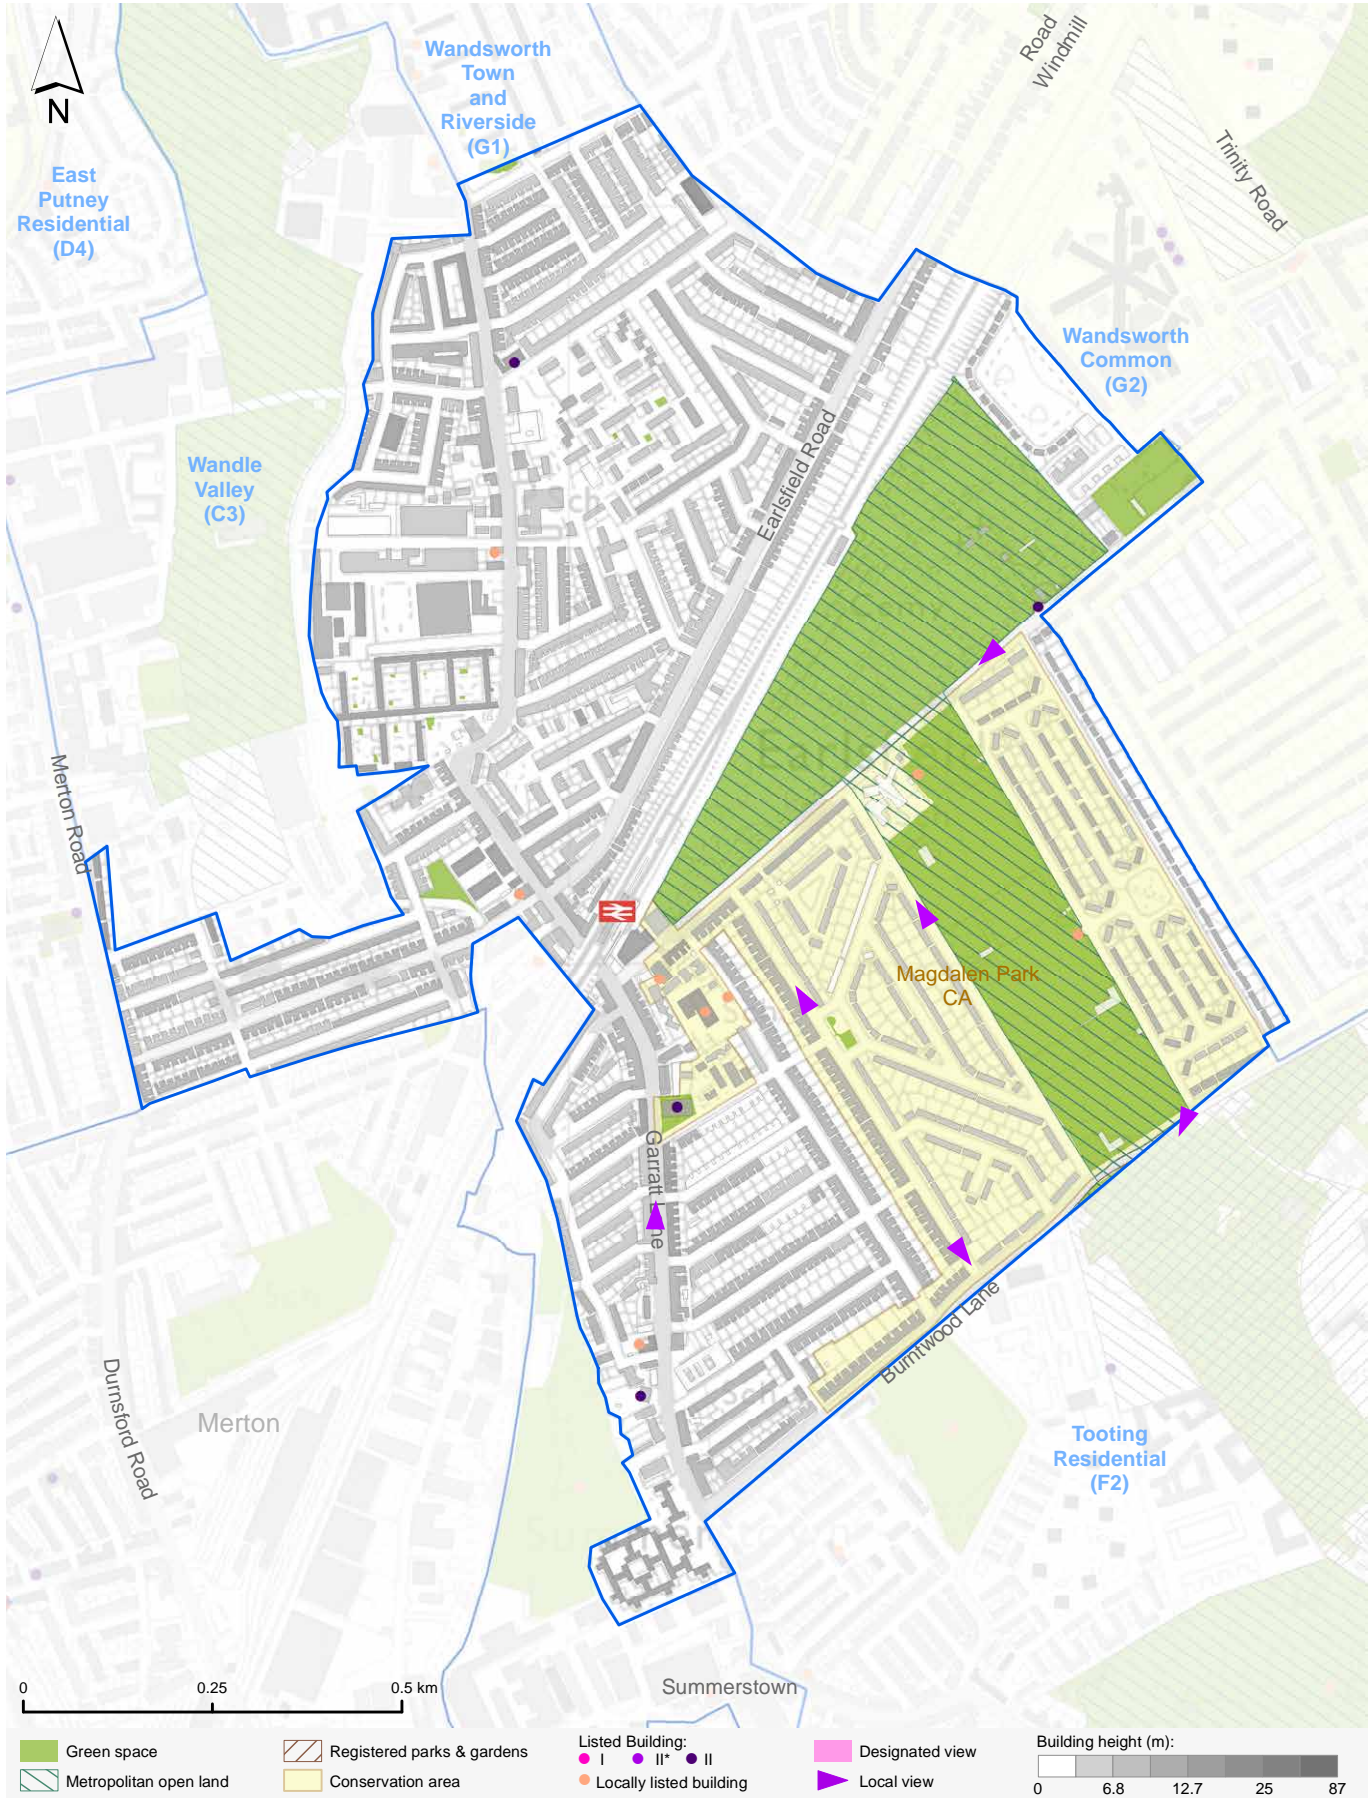 N
Wandsworth
Town
and
Riverside
(G1)
Road
Windmill
Trinity Road
East
Putney
Residential
(D4)
Wandsworth
Common
(G2)
Wandle
Valley
(C3)
Earlsfield Road
Cemy
Earlsfield
Merton Road
Magdalen Park
CA
Garratt Lane
Burntwood Lane
Durnsford Road
Merton
Tooting
Residential
(F2)
Summerstown
Summerstown
0 0.25 0.5 km
Green space
Metropolitan open land
Registered parks & gardens
Conservation area
Listed Building:
I II* II
Locally listed building
Designated view
Local view
Building height (m):
0 6.8 12.7 25 87